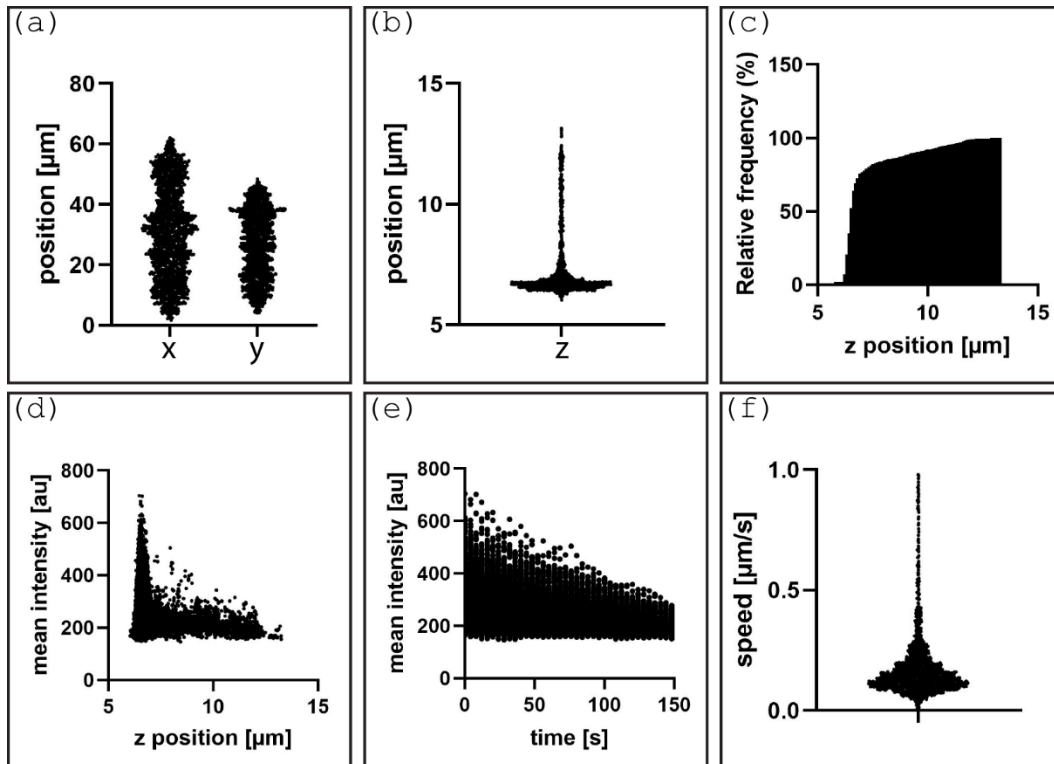 (a)
position [µm]
80
60
40
20
0
x
y
(b)
position [µm]
15
10
5
z
(c)
Relative frequency (%)
150
100
50
0
5
10
15
z position [µm]
(d)
mean intensity [au]
800
600
400
200
0
5
10
15
z position [µm]
(e)
mean intensity [au]
800
600
400
200
0
0
50
100
150
time [s]
(f)
speed [µm/s]
1.0
0.5
0.0